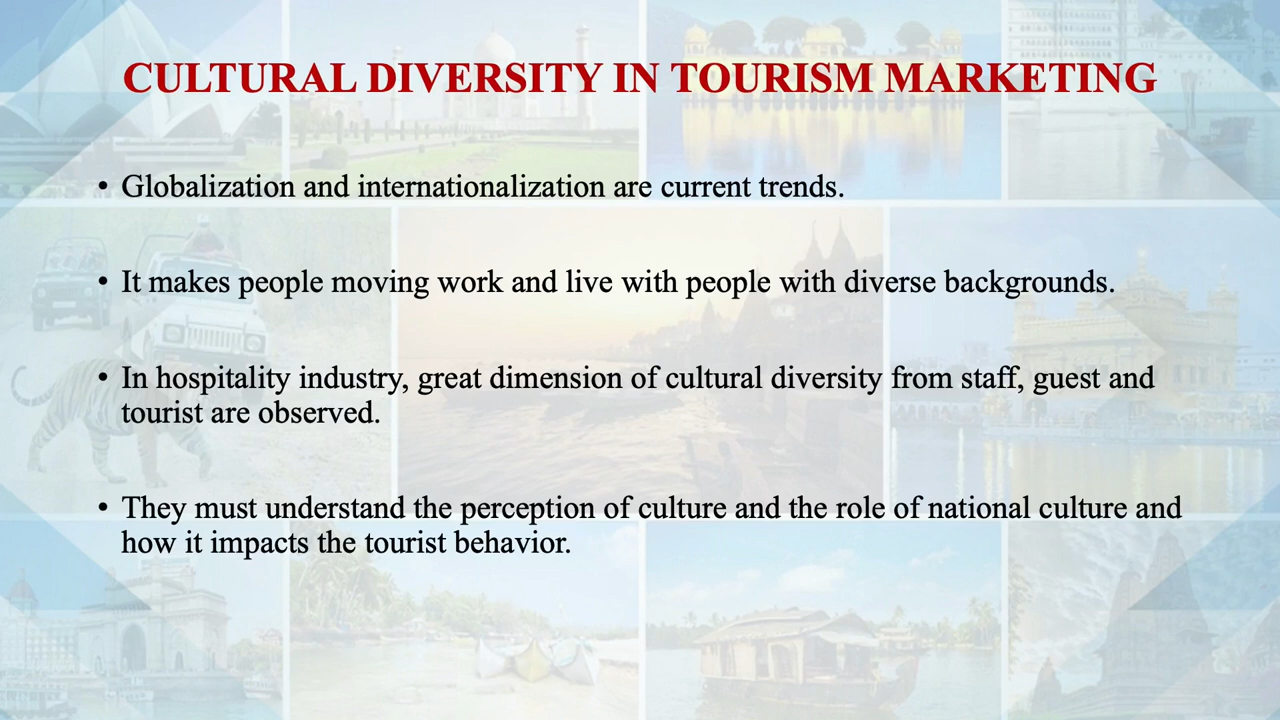 CULTURAL DIVERSITY IN TOURISM MARKETING
• Globalization and internationalization are current trends.
• It makes people moving work and live with people with diverse backgrounds.
• In hospitality industry, great dimension of cultural diversity from staff, guest and
tourist are observed.
• They must understand the perception of culture and the role of national culture and
how it impacts the tourist behavior.